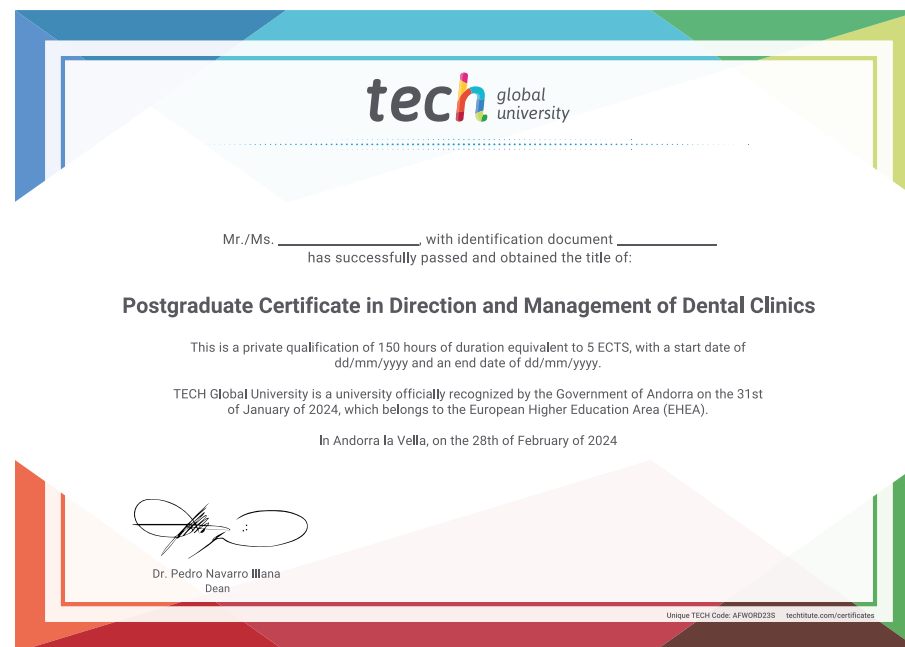 tech global
university
Mr./Ms. ____________, with identification document ____________
has successfully passed and obtained the title of:
Postgraduate Certificate in Direction and Management of Dental Clinics
This is a private qualification of 150 hours of duration equivalent to 5 ECTS, with a start date of
dd/mm/yyyy and an end date of dd/mm/yyyy.
TECH Global University is a university officially recognized by the Government of Andorra on the 31st
of January of 2024, which belongs to the European Higher Education Area (EHEA).
In Andorra la Vella, on the 28th of February of 2024
Dr. Pedro Navarro Illana
Dean
Unique TECH Code: AFWORD23S techtitute.com/certificates